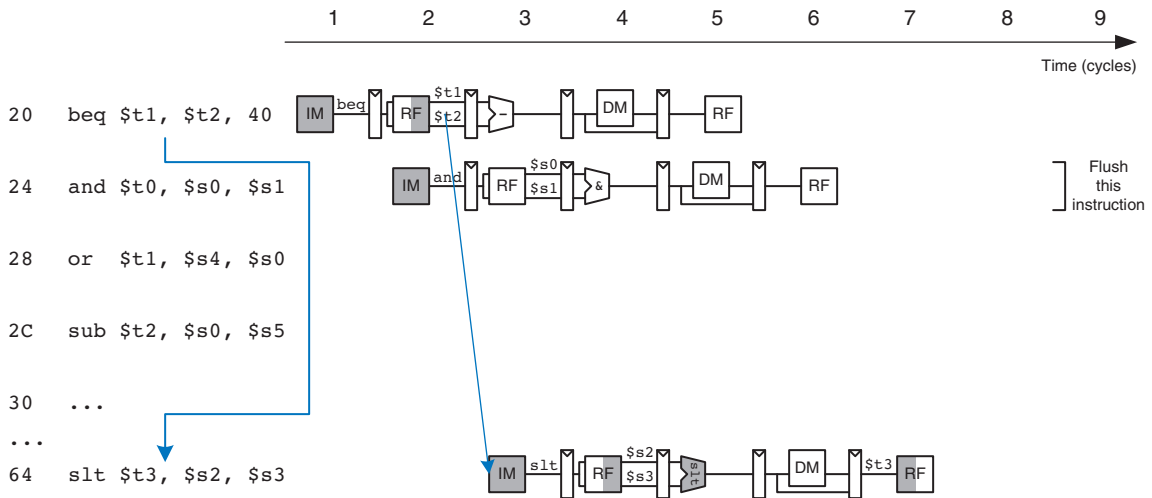 1 2 3 4 5 6 7 8 9
Time (cycles)
20 beq $t1, $t2, 40 IM beq RF $t1 $t2 - DM RF
24 and $t0, $s0, $s1 IM and RF $s0 $s1 & DM RF
Flush
this
instruction
28 or $t1, $s4, $s0
2C sub $t2, $s0, $s5
30 ...
...
64 slt $t3, $s2, $s3 IM slt RF $s2 $s3 slt DM $t3 RF